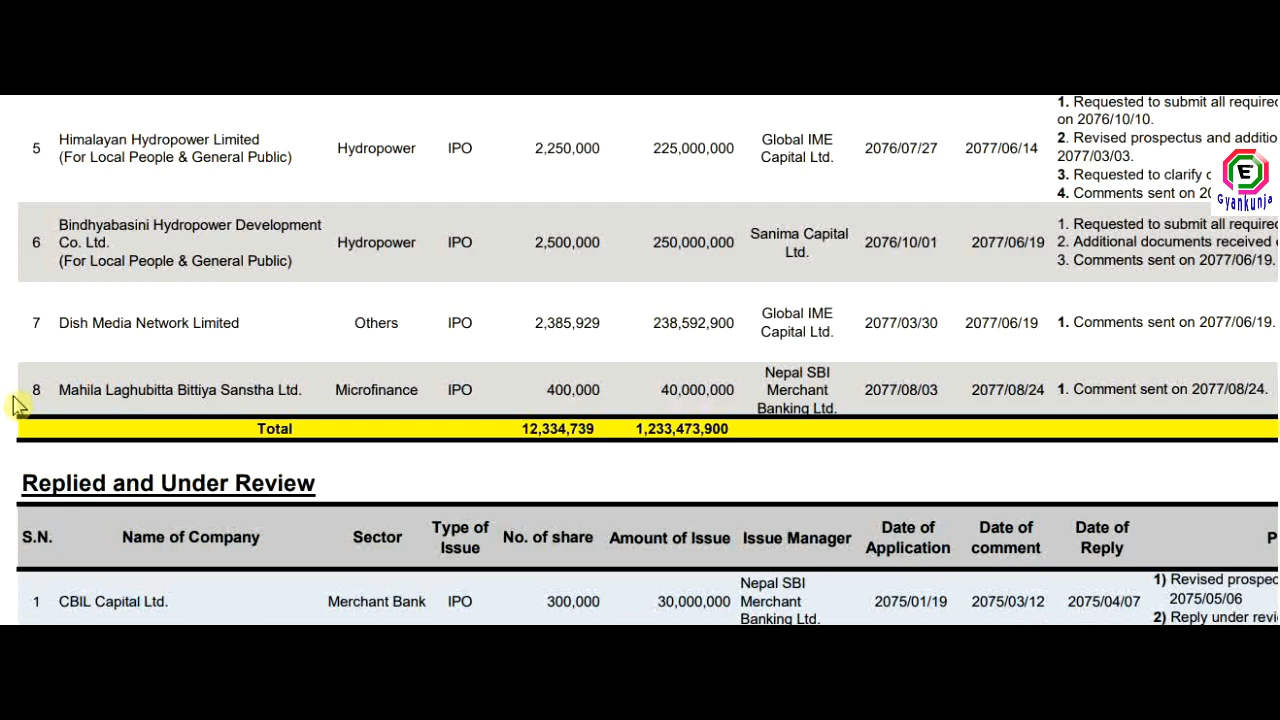 1. Requested to submit all require
on 2076/10/10.
2. Revised prospectus and additio
2077/03/03.
3. Requested to clarify
4. Comments sent on
5 Himalayan Hydropower Limited (For Local People & General Public) Hydropower IPO 2,250,000 225,000,000 Global IME Capital Ltd. 2076/07/27 2077/06/14
E
Gyankunja
6 Bindhyabasini Hydropower Development Co. Ltd. (For Local People & General Public) Hydropower IPO 2,500,000 250,000,000 Sanima Capital Ltd. 2076/10/01 2077/06/19
1. Requested to submit all require
2. Additional documents received
3. Comments sent on 2077/06/19.
7 Dish Media Network Limited Others IPO 2,385,929 238,592,900 Global IME Capital Ltd. 2077/03/30 2077/06/19 1. Comments sent on 2077/06/19.
8 Mahila Laghubitta Bittiya Sanstha Ltd. Microfinance IPO 400,000 40,000,000 Nepal SBI Merchant Banking Ltd. 2077/08/03 2077/08/24 1. Comment sent on 2077/08/24.
Total 12,334,739 1,233,473,900
Replied and Under Review
S.N. Name of Company Sector Type of Issue No. of share Amount of Issue Issue Manager Date of Application Date of comment Date of Reply P
1 CBIL Capital Ltd. Merchant Bank IPO 300,000 30,000,000 Nepal SBI Merchant Banking Ltd. 2075/01/19 2075/03/12 2075/04/07
1) Revised prospec
2075/05/06
2) Reply under revi